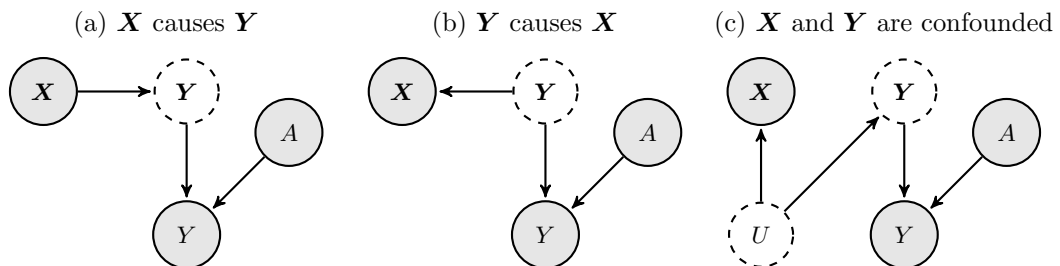 (a) X causes Y
(b) Y causes X
(c) X and Y are confounded
X
Y
A
Y
X
Y
A
Y
X
Y
A
U
Y